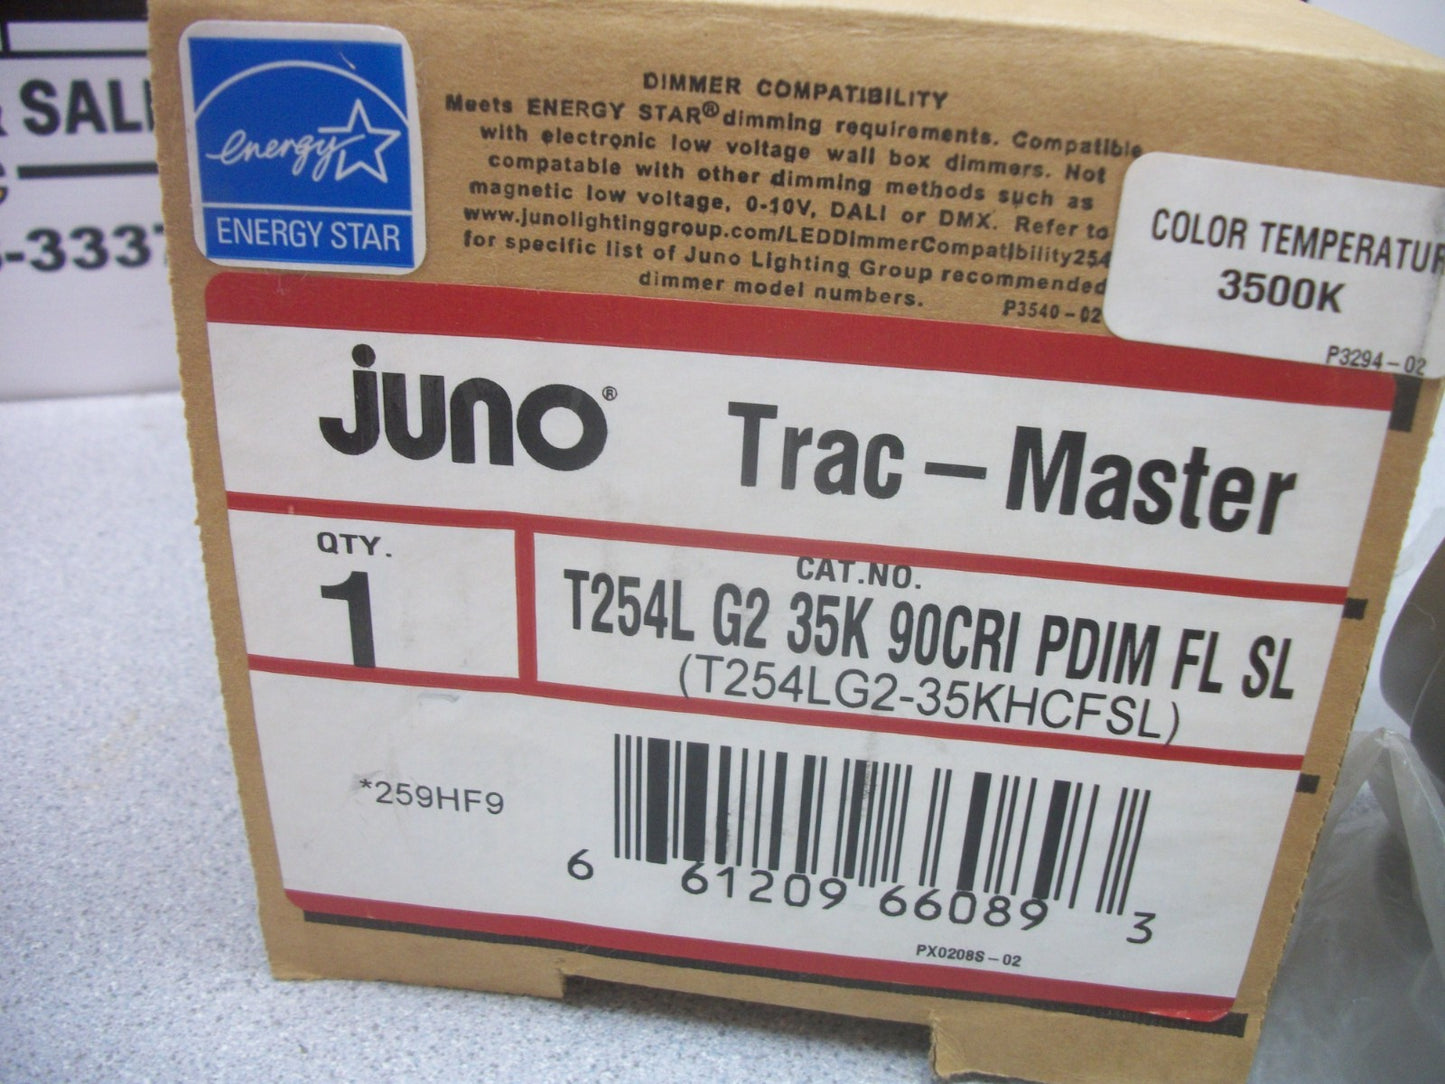 & SALE
-3337
energy
ENERGY STAR
DIMMER COMPATIBILITY
Meets ENERGY STAR® dimming requirements. Compatible
with electronic low voltage wall box dimmers. Not
compatable with other dimming methods such as
magnetic low voltage, 0-10V, DALI or DMX. Refer to
www.junolightinggroup.com/LEDDimmerCompatibility254
for specific list of Juno Lighting Group recommended
dimmer model numbers.
P3540-02
COLOR TEMPERATUR
3500K
P3294-02
juno® Trac-Master
QTY.
1
CAT.NO.
T254L G2 35K 90CRI PDIM FL SL
(T254LG2-35KHCFSL)
*259HF9
6 61209 66089 3
PX0208S-02